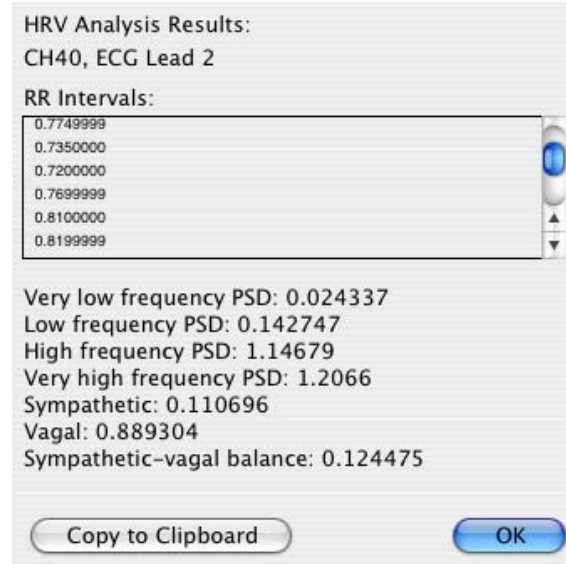 HRV Analysis Results:
CH40, ECG Lead 2
RR Intervals:
0.7749999
0.7350000
0.7200000
0.7699999
0.8100000
0.8199999
Very low frequency PSD: 0.024337
Low frequency PSD: 0.142747
High frequency PSD: 1.14679
Very high frequency PSD: 1.2066
Sympathetic: 0.110696
Vagal: 0.889304
Sympathetic-vagal balance: 0.124475
Copy to Clipboard
OK